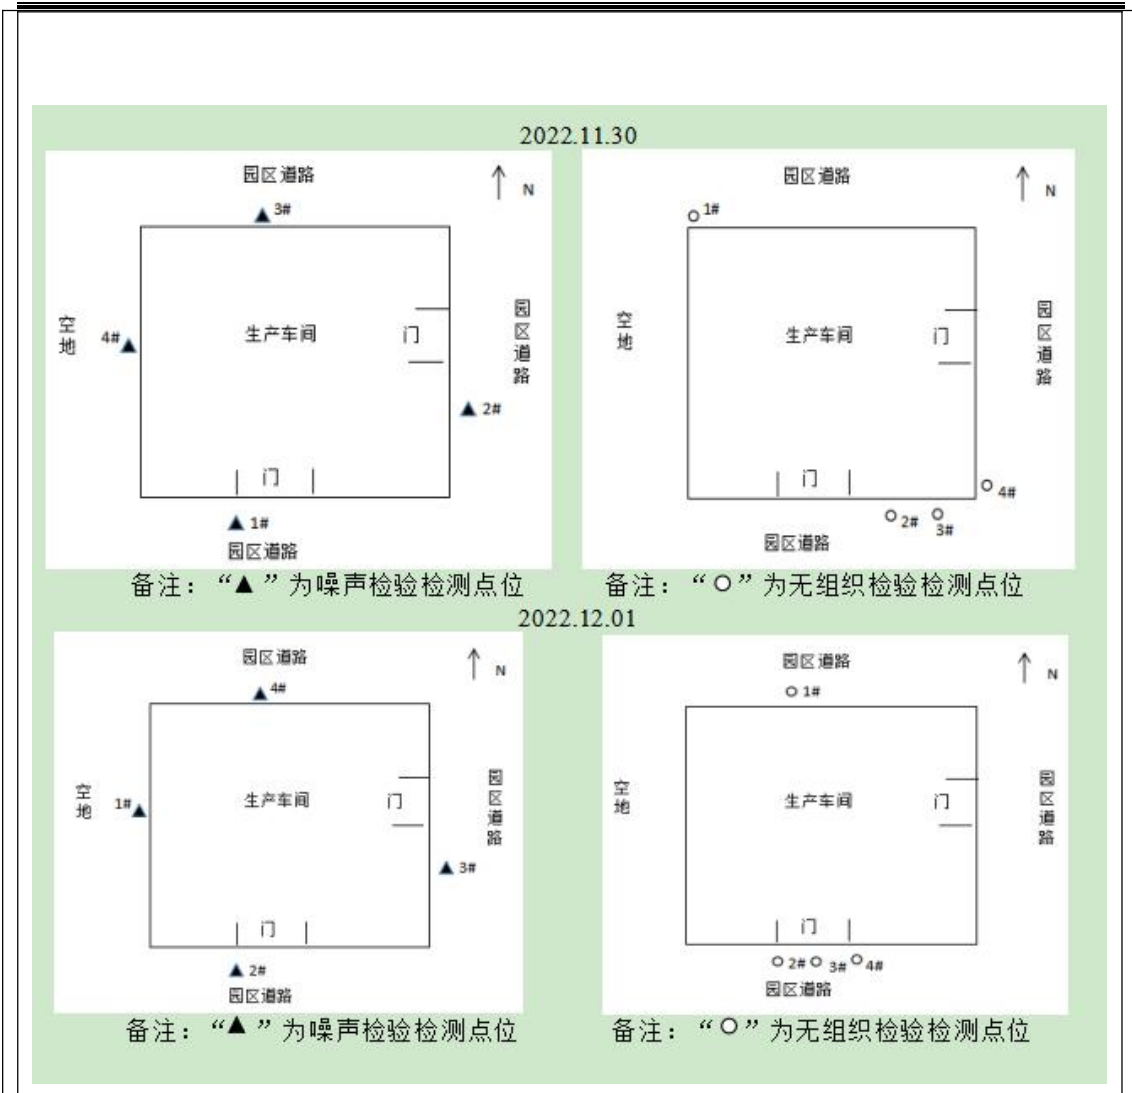 2022.11.30
园区道路
N
▲ 3#
空地
4# ▲
生产车间
门
园区道路
▲ 2#
门
▲ 1#
园区道路
备注：“▲”为噪声检验检测点位
园区道路
N
○ 1#
空地
生产车间
门
园区道路
门
○ 4#
○ 2#
○ 3#
园区道路
备注：“○”为无组织检验检测点位
2022.12.01
园区道路
N
▲ 4#
空地
1# ▲
生产车间
门
园区道路
▲ 3#
门
▲ 2#
园区道路
备注：“▲”为噪声检验检测点位
园区道路
N
○ 1#
空地
生产车间
门
园区道路
门
○ 2# ○ 3# ○ 4#
园区道路
备注：“○”为无组织检验检测点位